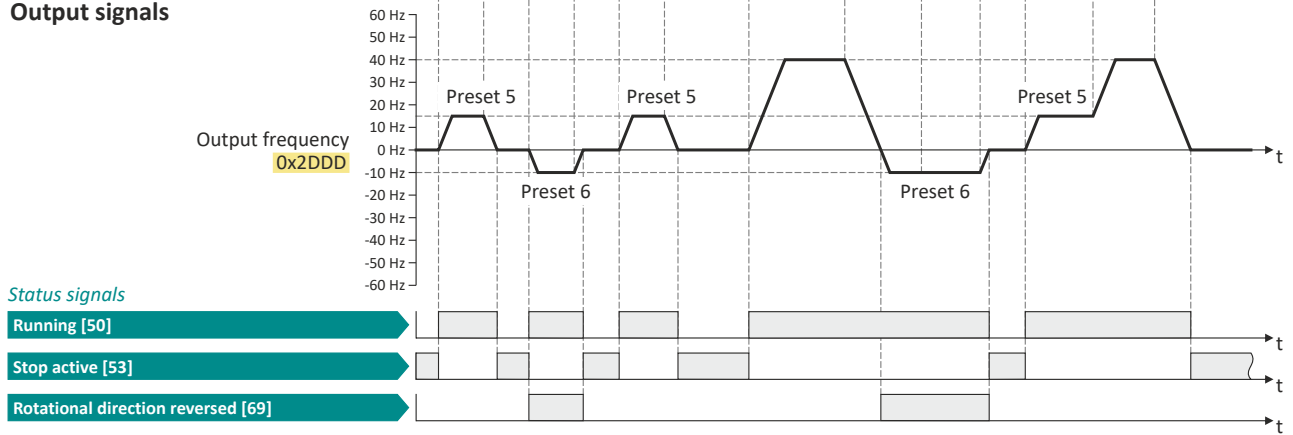 Output signals
60 Hz
50 Hz
40 Hz
30 Hz
20 Hz
10 Hz
0 Hz
-10 Hz
-20 Hz
-30 Hz
-40 Hz
-50 Hz
-60 Hz
Output frequency
0x2DDD
Preset 5
Preset 5
Preset 5
Preset 6
Preset 6
t
Status signals
Running [50]
t
Stop active [53]
t
Rotational direction reversed [69]
t